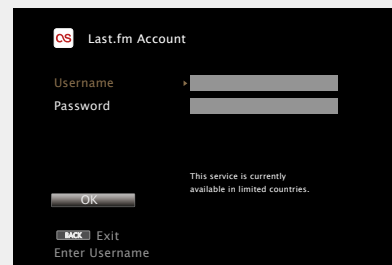 Last.fm Account
Username
Password
This service is currently
available in limited countries.
OK
BACK Exit
Enter Username